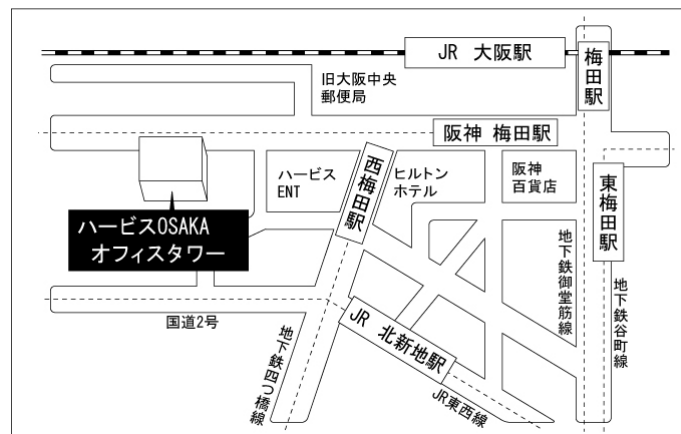 JR 大阪駅
梅田駅
旧大阪中央
郵便局
阪神 梅田駅
ハービス
ENT
西梅田駅
ヒルトン
ホテル
阪神
百貨店
東梅田駅
ハービスOSAKA
オフィスタワー
地下鉄御堂筋線
地下鉄谷町線
国道2号
地下鉄四つ橋線
JR 北新地駅
JR東西線